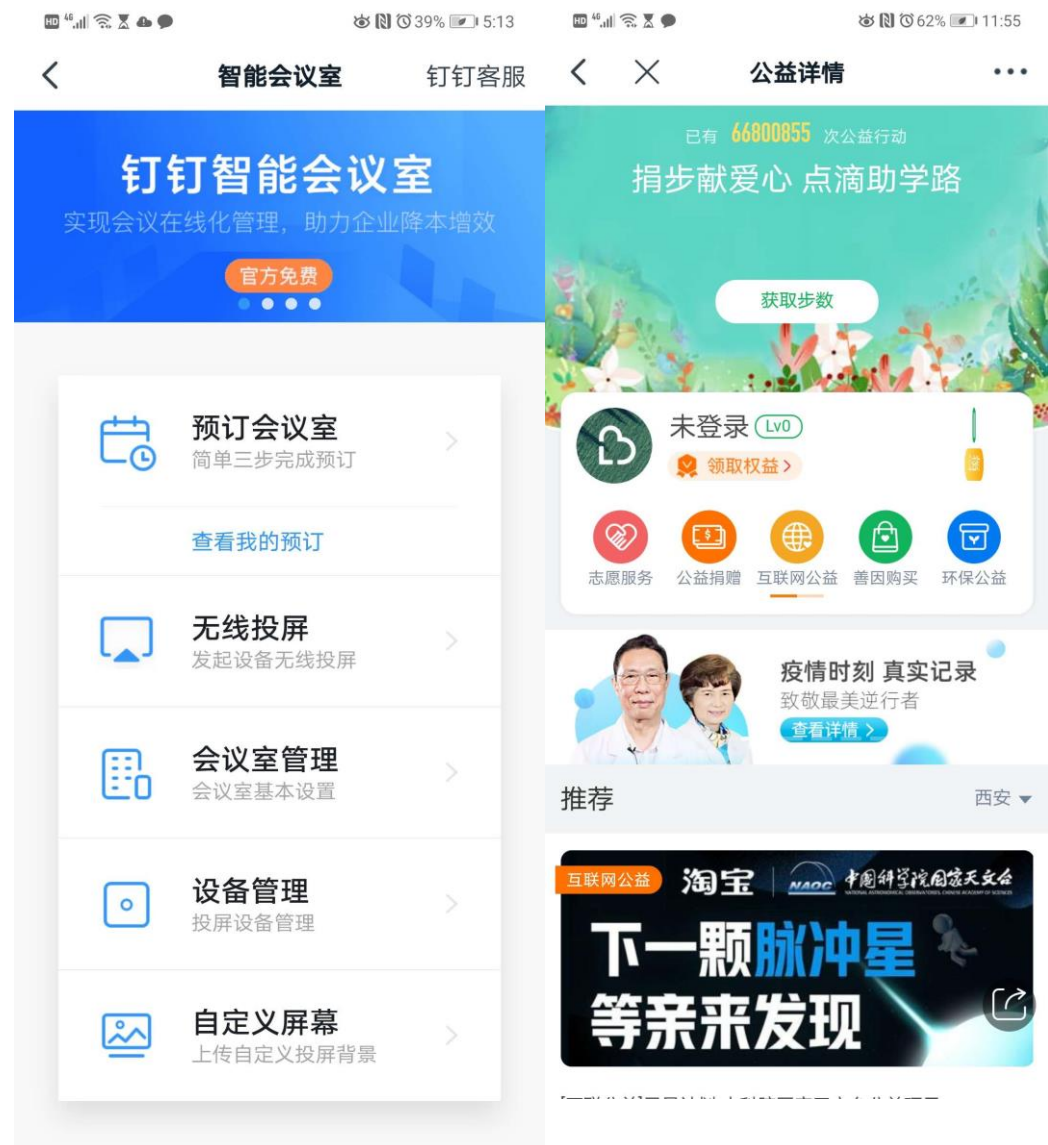 HD 46 39% 5:13
智能会议室 钉钉客服
钉钉智能会议室
实现会议在线化管理，助力企业降本增效
官方免费
预订会议室
简单三步完成预订
查看我的预订
无线投屏
发起设备无线投屏
会议室管理
会议室基本设置
设备管理
投屏设备管理
自定义屏幕
上传自定义投屏背景
HD 46 62% 11:55
公益详情
已有 66800855 次公益行动
捐步献爱心 点滴助学路
获取步数
未登录 Lv0
领取权益
志愿服务 公益捐赠 互联网公益 善因购买 环保公益
疫情时刻 真实记录
致敬最美逆行者
查看详情
推荐 西安
互联网公益 淘宝 NAOC 中国科学院国家天文台
NATIONAL ASTRONOMICAL OBSERVATORIES, CHINESE ACADEMY OF SCIENCES
下一颗脉冲星
等亲来发现